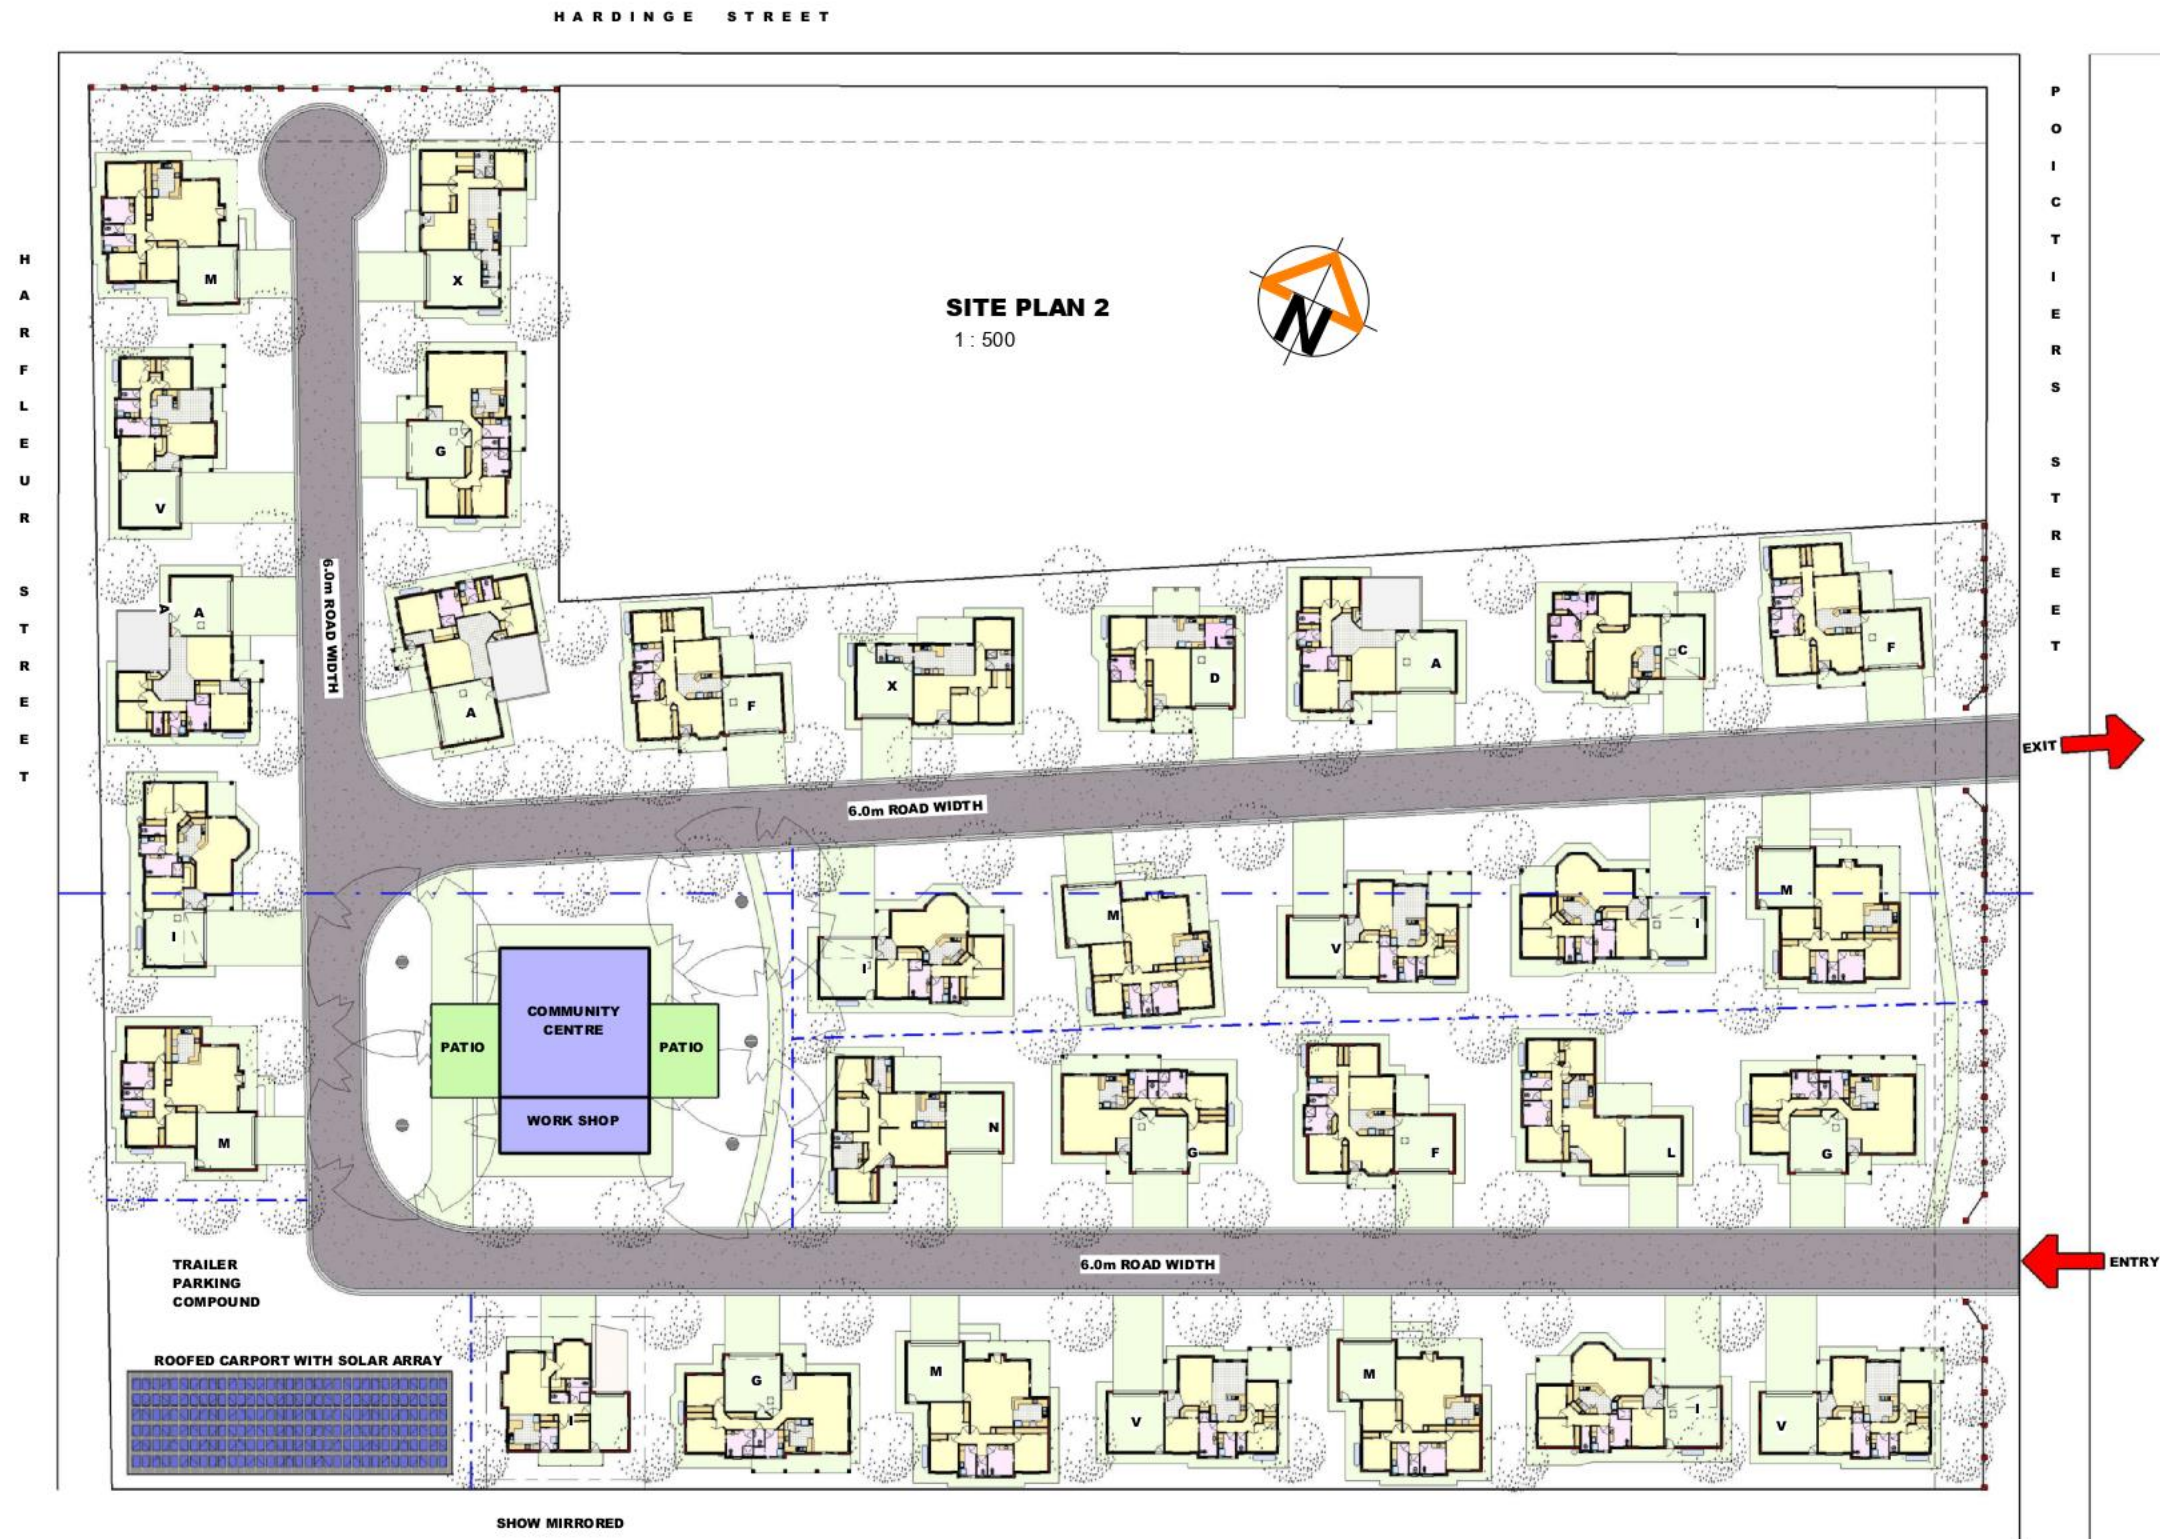 HARDINGE STREET
HARFLEUR STREET
POICTIERS STREET
SITE PLAN 2
1 : 500
N
M
X
V
G
A
A
A
6.0m ROAD WIDTH
F
X
D
A
C
F
EXIT
6.0m ROAD WIDTH
I
I
M
V
I
M
COMMUNITY
CENTRE
PATIO
PATIO
WORK SHOP
M
N
G
F
L
G
TRAILER
PARKING
COMPOUND
6.0m ROAD WIDTH
ENTRY
ROOFED CARPORT WITH SOLAR ARRAY
I
G
M
V
M
I
V
SHOW MIRRORED